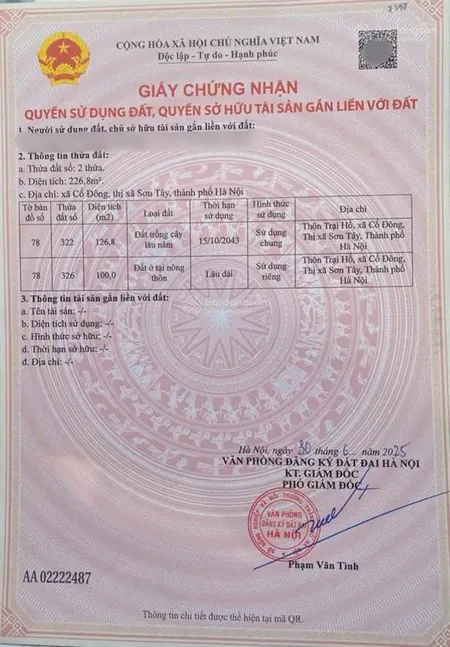 CỘNG HÒA XÃ HỘI CHỦ NGHĨA VIỆT NAM
Độc lập - Tự do - Hạnh phúc
GIẤY CHỨNG NHẬN
QUYỀN SỬ DỤNG ĐẤT, QUYỀN SỞ HỮU TÀI SẢN GẮN LIỀN VỚI ĐẤT
1. Người sử dụng đất, chủ sở hữu tài sản gắn liền với đất:
2. Thông tin thửa đất:
a. Thửa đất số: 2 thửa.
b. Diện tích: 226,8m².
c. Địa chỉ: xã Cổ Đông, thị xã Sơn Tây, thành phố Hà Nội
Tờ bản đồ số Thửa đất số Diện tích (m2) Loại đất Thời hạn sử dụng Hình thức sử dụng Địa chỉ
78 322 126,8 Đất trồng cây lâu năm 15/10/2043 Sử dụng chung Thôn Trại Hồ, xã Cổ Đông, Thị xã Sơn Tây, Thành phố Hà Nội
78 326 100,0 Đất ở tại nông thôn Lâu dài Sử dụng riêng Thôn Trại Hồ, xã Cổ Đông, Thị xã Sơn Tây, Thành phố Hà Nội
3. Thông tin tài sản gắn liền với đất:
a. Tên tài sản: -/-
b. Diện tích sử dụng: -/-
c. Hình thức sở hữu: -/-
d. Thời hạn sở hữu: -/-
đ. Địa chỉ: -/-
batdongsan
Hà Nội, ngày 30 tháng 6 năm 2025
VĂN PHÒNG ĐĂNG KÝ ĐẤT ĐAI HÀ NỘI
KT. GIÁM ĐỐC
PHÓ GIÁM ĐỐC
VĂN PHÒNG
ĐĂNG KÝ ĐẤT ĐAI
HÀ NỘI
Phạm Văn Tình
AA 02222487
Thông tin chi tiết được thể hiện tại mã QR.